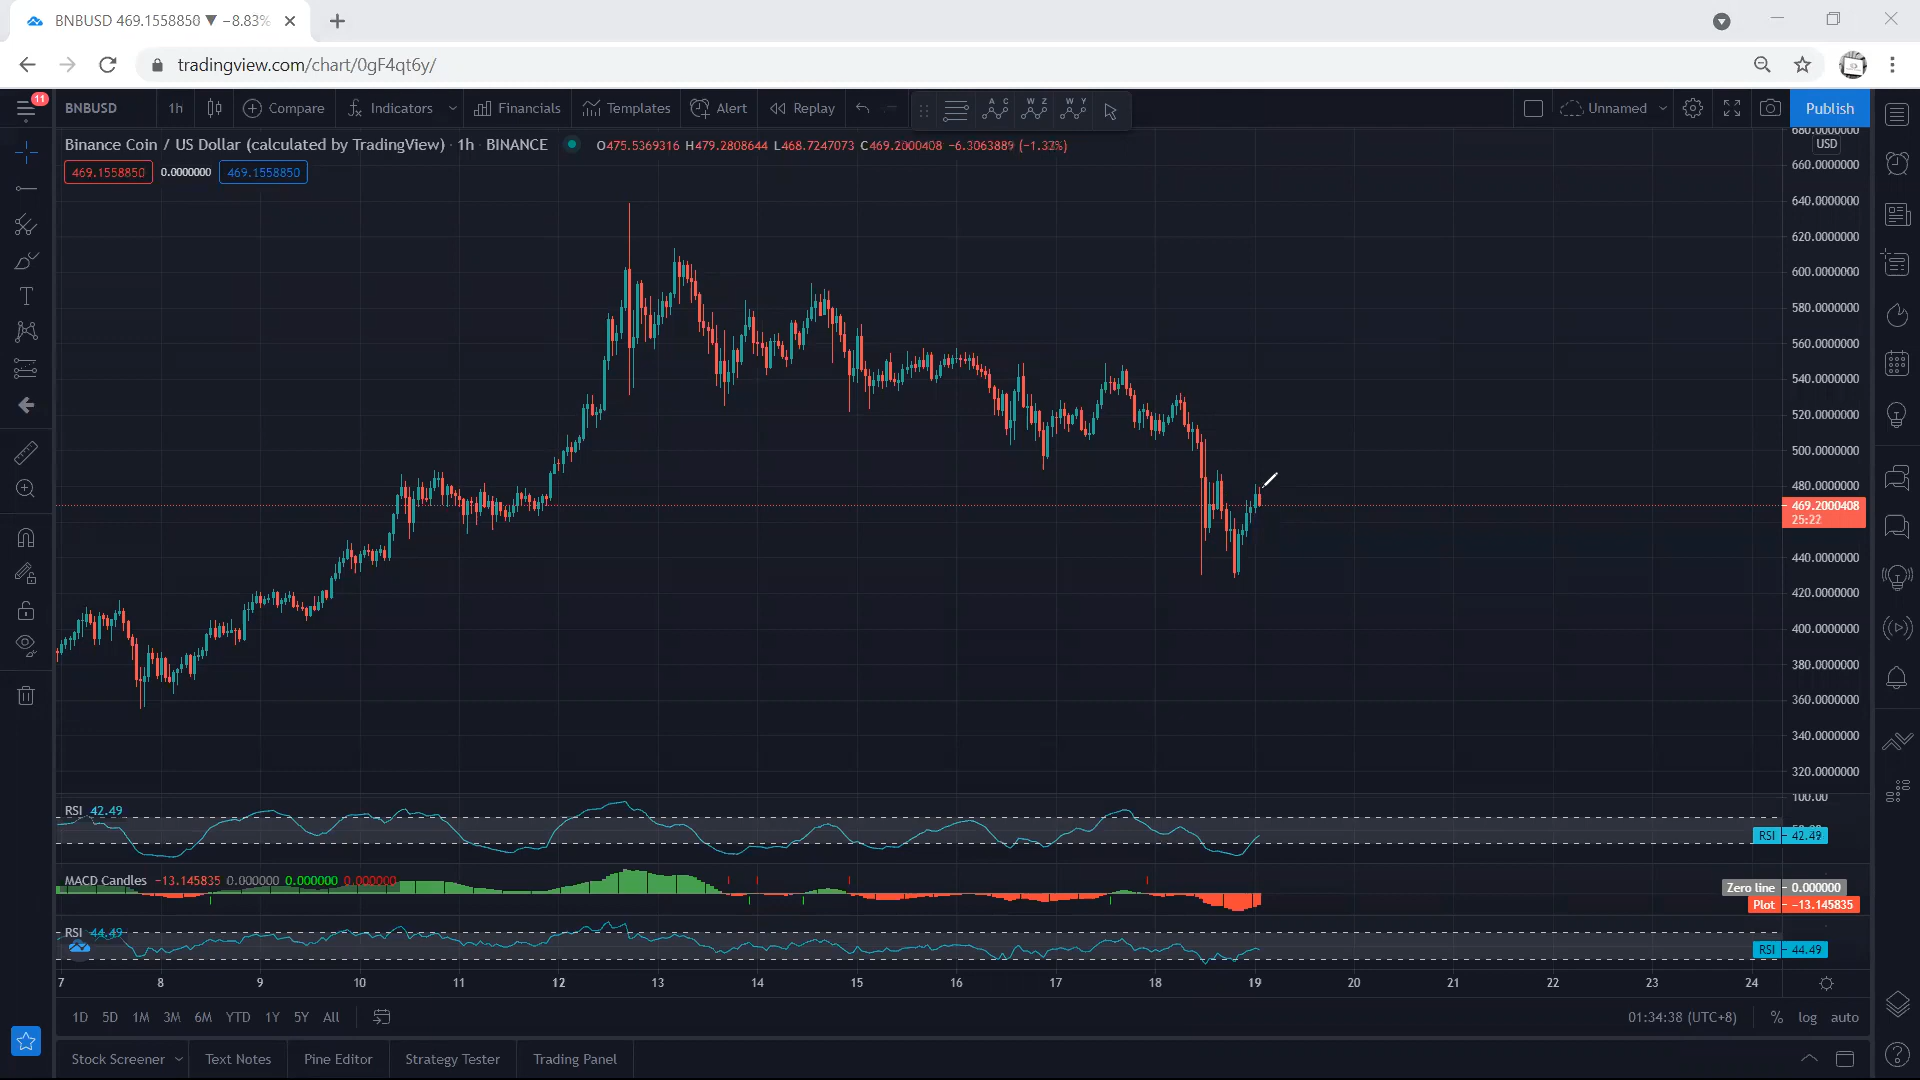 BNBUSD 469.1558850 ▼ −8.83%
tradingview.com/chart/0gF4qt6y/
11
BNBUSD 1h Compare Indicators Financials Templates Alert Replay
A C W Z W Y
Unnamed Publish
Binance Coin / US Dollar (calculated by TradingView) · 1h · BINANCE O475.5369316 H479.2808644 L468.7247073 C469.2000408 −6.3063889 (−1.33%)
469.1558850 0.0000000 469.1558850
680.0000000
USD
660.0000000
640.0000000
620.0000000
600.0000000
580.0000000
560.0000000
540.0000000
520.0000000
500.0000000
480.0000000
469.2000408
25:22
440.0000000
420.0000000
400.0000000
380.0000000
360.0000000
340.0000000
320.0000000
100.00
RSI 42.49
RSI 42.49
MACD Candles −13.145835 0.000000 0.000000 0.000000
Zero line 0.000000
Plot −13.145835
RSI 44.49
RSI 44.49
7 8 9 10 11 12 13 14 15 16 17 18 19 20 21 22 23 24
1D 5D 1M 3M 6M YTD 1Y 5Y All
01:34:38 (UTC+8) % log auto
Stock Screener Text Notes Pine Editor Strategy Tester Trading Panel